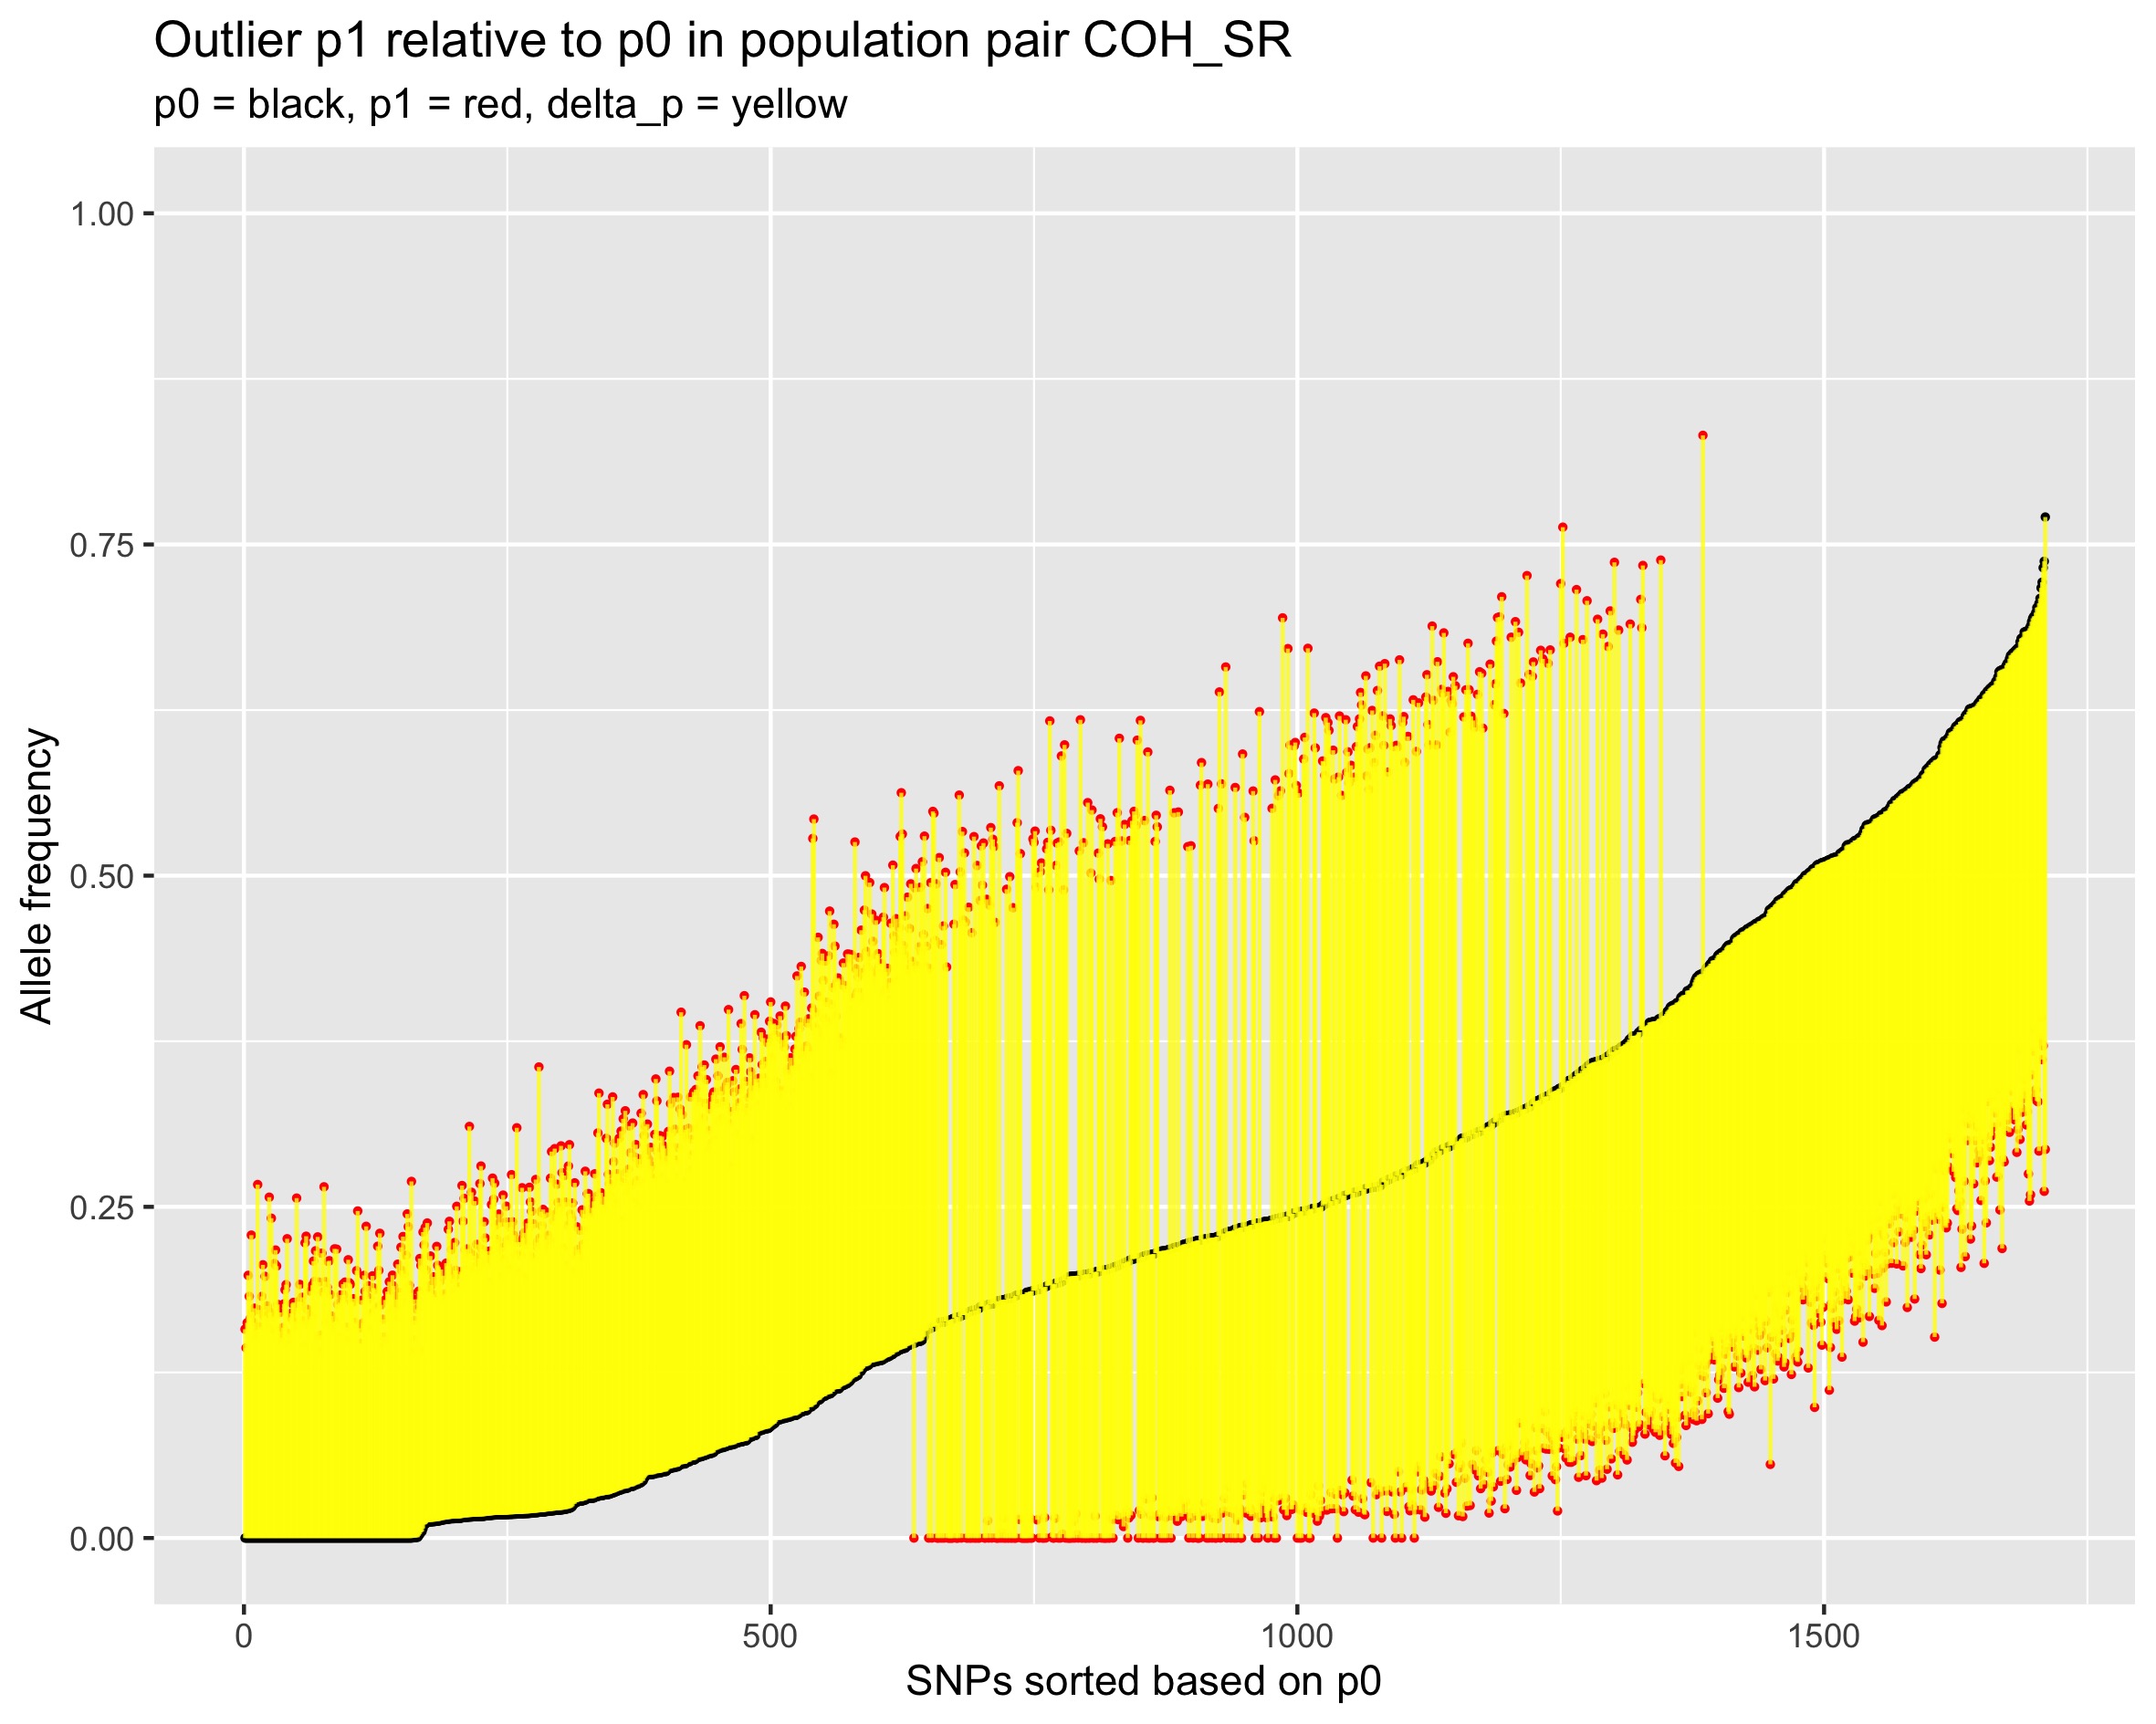 Outlier p1 relative to p0 in population pair COH_SR
p0 = black, p1 = red, delta_p = yellow
1.00
0.75
0.50
0.25
0.00
Allele frequency
0 500 1000 1500
SNPs sorted based on p0